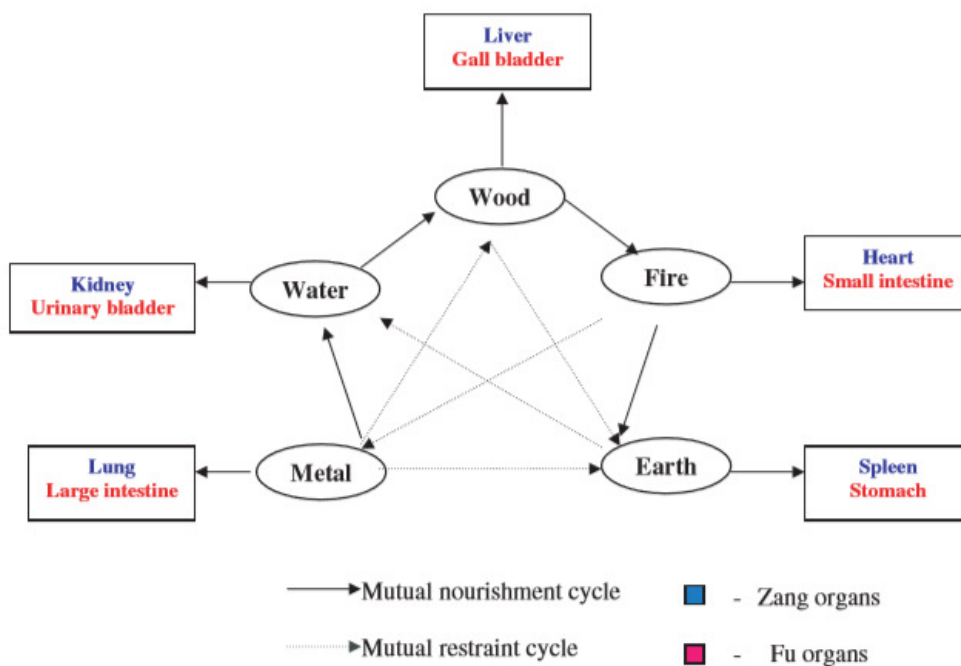 Liver
Gall bladder
Wood
Kidney
Urinary bladder
Water
Fire
Heart
Small intestine
Lung
Large intestine
Metal
Earth
Spleen
Stomach
Mutual nourishment cycle
- Zang organs
Mutual restraint cycle
- Fu organs